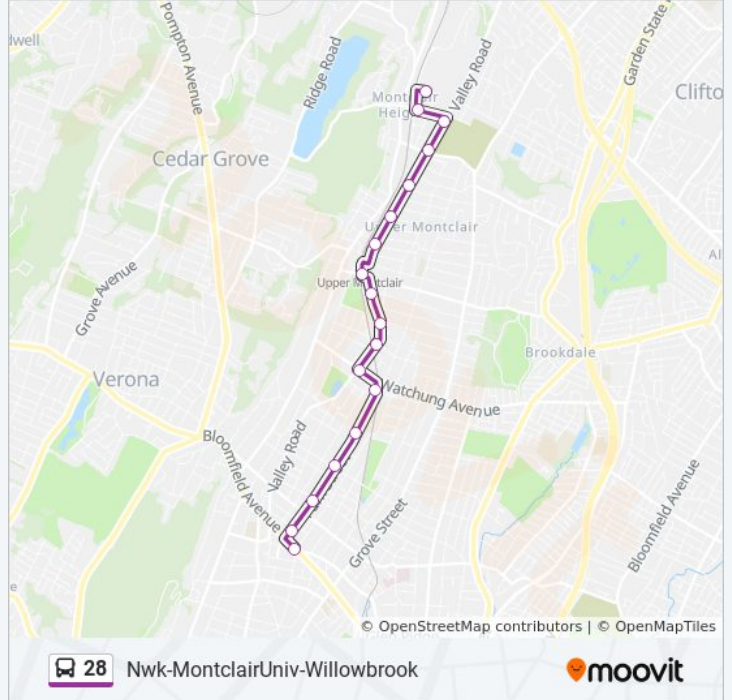 dwell
Pompton Avenue
Ridge Road
Valley Road
Garden State
Clifto
Montclair
Heig
Cedar Grove
Upper Montclair
Al
Grove Avenue
Upper Montclair
Brookdale
Verona
Watchung Avenue
Bloomfield Avenue
Valley Road
Grove Street
Bloomfield Avenue
e
© OpenStreetMap contributors | © OpenMapTiles
28 Nwk-MontclairUniv-Willowbrook
moovit